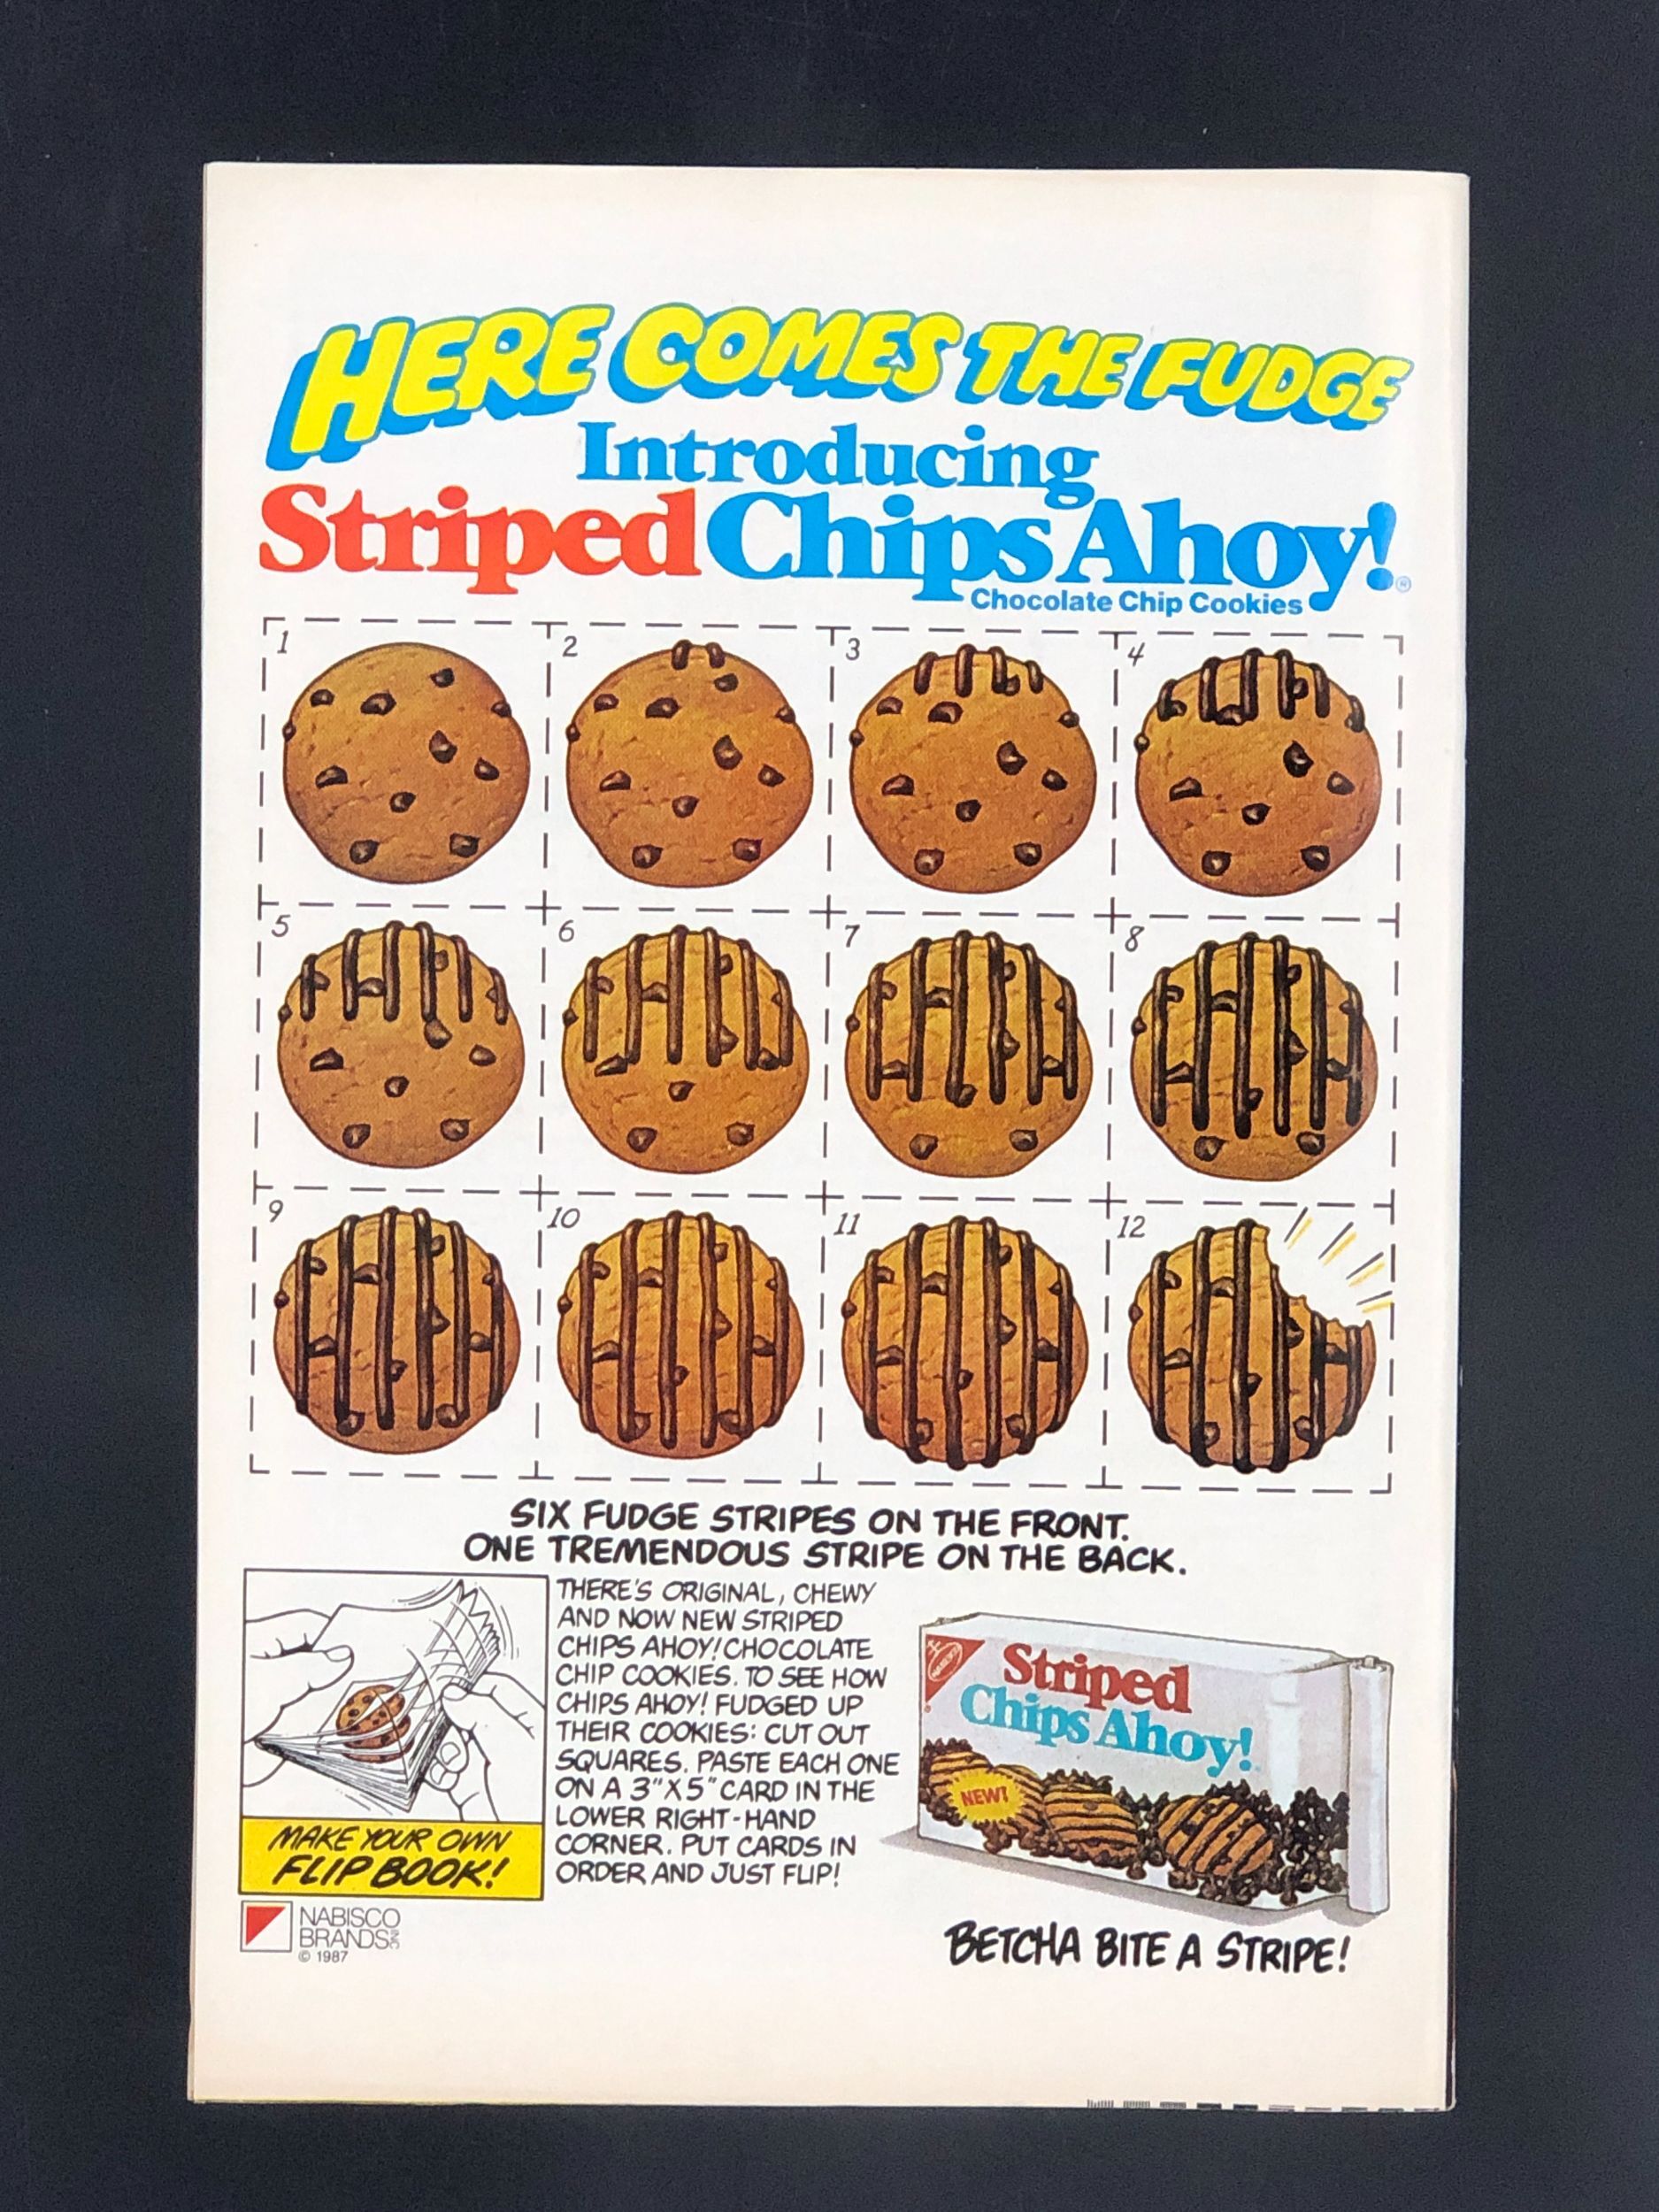 HERE COMES THE FUDGE
Introducing
Striped Chips Ahoy!®
Chocolate Chip Cookies
1 2 3 4
5 6 7 8
9 10 11 12
SIX FUDGE STRIPES ON THE FRONT.
ONE TREMENDOUS STRIPE ON THE BACK.
THERE'S ORIGINAL, CHEWY
AND NOW NEW STRIPED
CHIPS AHOY! CHOCOLATE
CHIP COOKIES. TO SEE HOW
CHIPS AHOY! FUDGED UP
THEIR COOKIES: CUT OUT
SQUARES. PASTE EACH ONE
ON A 3"X5" CARD IN THE
LOWER RIGHT-HAND
CORNER. PUT CARDS IN
ORDER AND JUST FLIP!
MAKE YOUR OWN
FLIP BOOK!
NABISCO
Striped
Chips Ahoy!
NEW!
BETCHA BITE A STRIPE!
NABISCO
BRANDS INC
© 1987